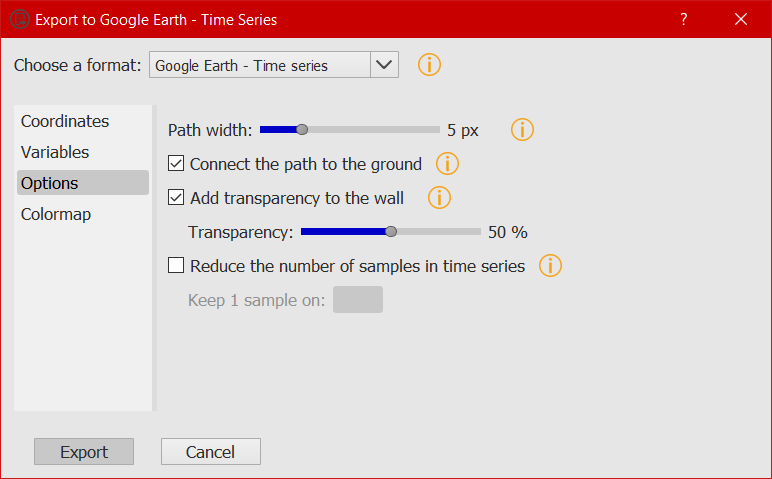 Export to Google Earth - Time Series
?
Choose a format: Google Earth - Time series
Coordinates
Variables
Options
Colormap
Path width: 5 px
Connect the path to the ground
Add transparency to the wall
Transparency: 50 %
Reduce the number of samples in time series
Keep 1 sample on:
Export Cancel